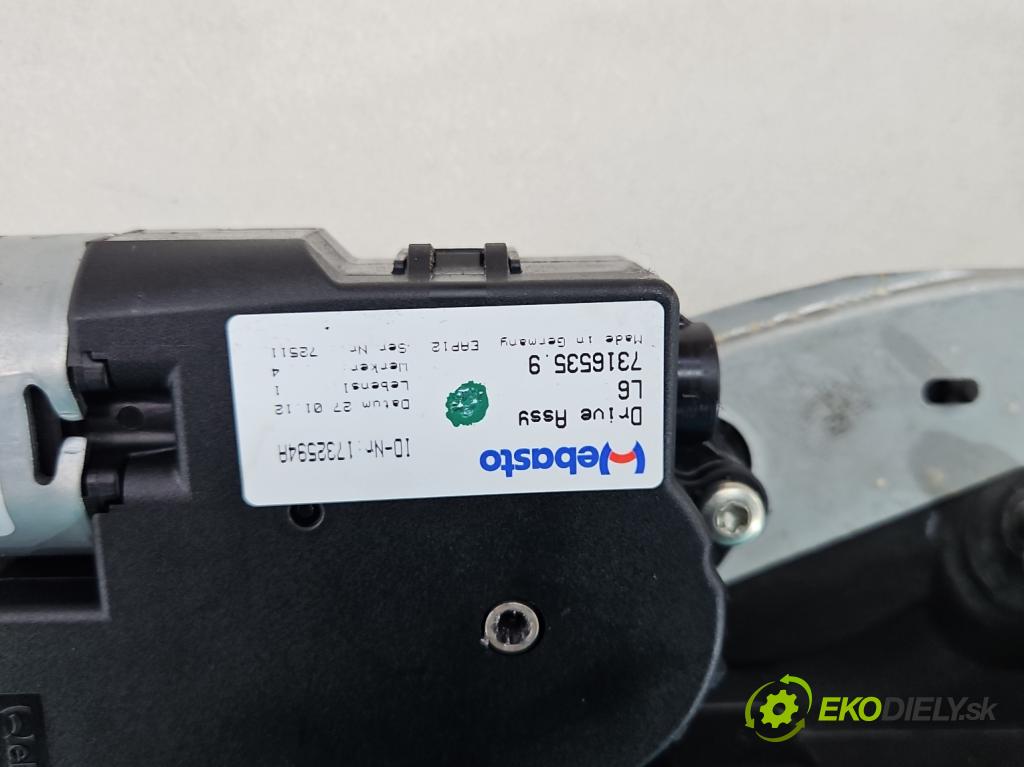 Webasto
ID-Nr:1732594A
Drive Assy
Datum 27 01.12
L6
Lebensl 1
7316535.9
Werker: 4
Made in Germany EAP12 Ser Nr. 72511
EKODIELY.sk